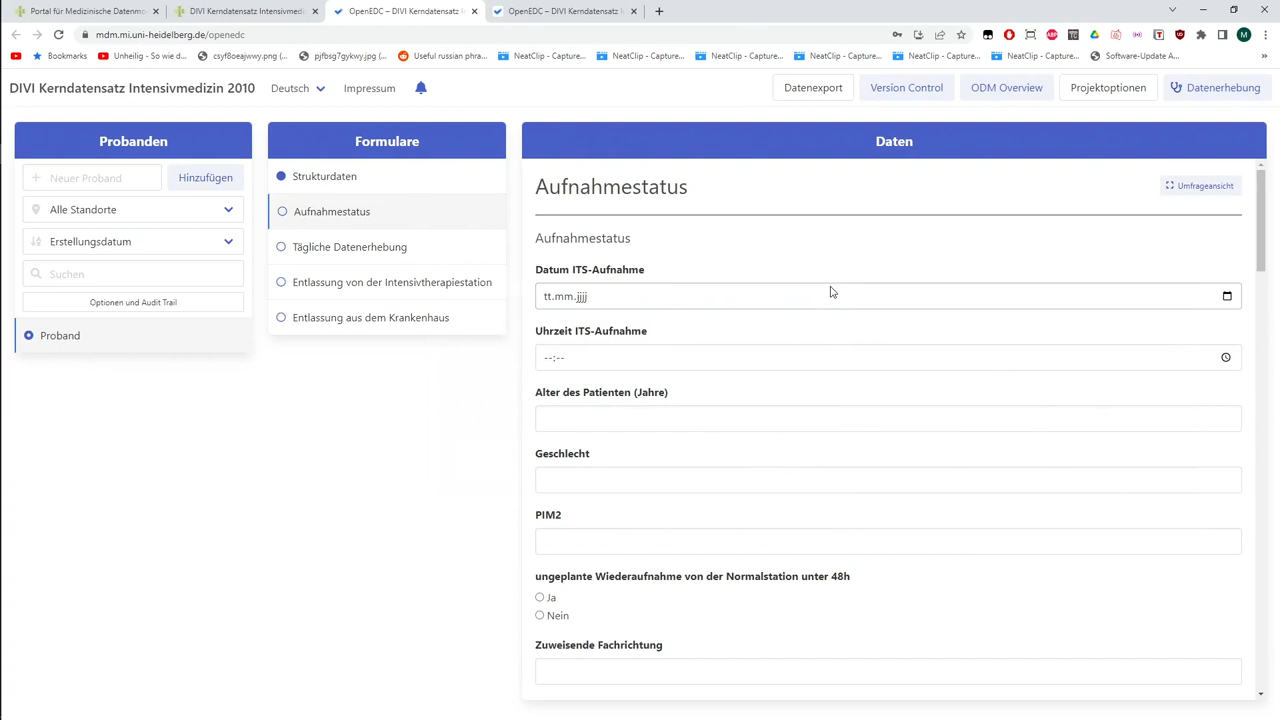 Portal für Medizinische Datenmo
DIVI Kerndatensatz Intensivmedizin
OpenEDC – DIVI Kerndatensatz I
OpenEDC – DIVI Kerndatensatz I
mdm.mi.uni-heidelberg.de/openedc
Bookmarks
Unheilig - So wie d...
csyf8oeajwyy.png (...
pjfbsg7gykwy.jpg (...
Useful russian phra...
NeatClip - Capture...
NeatClip - Capture...
NeatClip - Capture...
NeatClip - Capture...
NeatClip - Capture...
NeatClip - Capture...
Software-Update A...
DIVI Kerndatensatz Intensivmedizin 2010
Deutsch
Impressum
Datenexport
Version Control
ODM Overview
Projektoptionen
Datenerhebung
Probanden
Neuer Proband
Hinzufügen
Alle Standorte
Erstellungsdatum
Suchen
Optionen und Audit Trail
Proband
Formulare
Strukturdaten
Aufnahmestatus
Tägliche Datenerhebung
Entlassung von der Intensivtherapiestation
Entlassung aus dem Krankenhaus
Daten
Aufnahmestatus
Umfrageansicht
Aufnahmestatus
Datum ITS-Aufnahme
tt.mm.jjjj
Uhrzeit ITS-Aufnahme
--:--
Alter des Patienten (Jahre)
Geschlecht
PIM2
ungeplante Wiederaufnahme von der Normalstation unter 48h
Ja
Nein
Zuweisende Fachrichtung